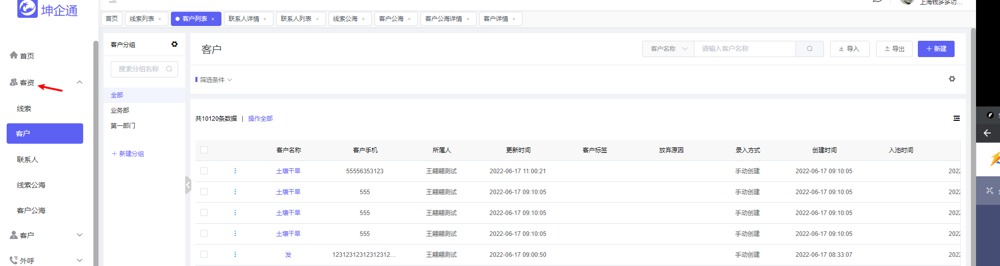 坤企通
上海钱多多功...
首页 线索列表 × 客户列表 × 联系人详情 × 联系人列表 × 线索公海 × 客户公海 × 客户公海详情 × 客户详情 ×
首页
客资
线索
客户
联系人
线索公海
客户公海
客户
外呼
客户分组
搜索分组名称
全部
业务部
第一部门
+ 新建分组
客户
客户名称 请输入客户名称 导入 导出 + 新建
筛选条件
共10120条数据 | 操作全部
客户名称 客户手机 所属人 更新时间 客户标签 放弃原因 录入方式 创建时间 入池时间
土壤干旱 55556353123 王翩翩测试 2022-06-17 11:00:21 手动创建 2022-06-17 09:10:05 2022
土壤干旱 555 王翩翩测试 2022-06-17 09:10:05 手动创建 2022-06-17 09:10:05 2022
土壤干旱 555 王翩翩测试 2022-06-17 09:10:05 手动创建 2022-06-17 09:10:05 2022
土壤干旱 555 王翩翩测试 2022-06-17 09:10:05 手动创建 2022-06-17 09:10:05 2022
发 12312312312312312... 王翩翩测试 2022-06-17 09:00:50 手动创建 2022-06-17 08:33:07 2022